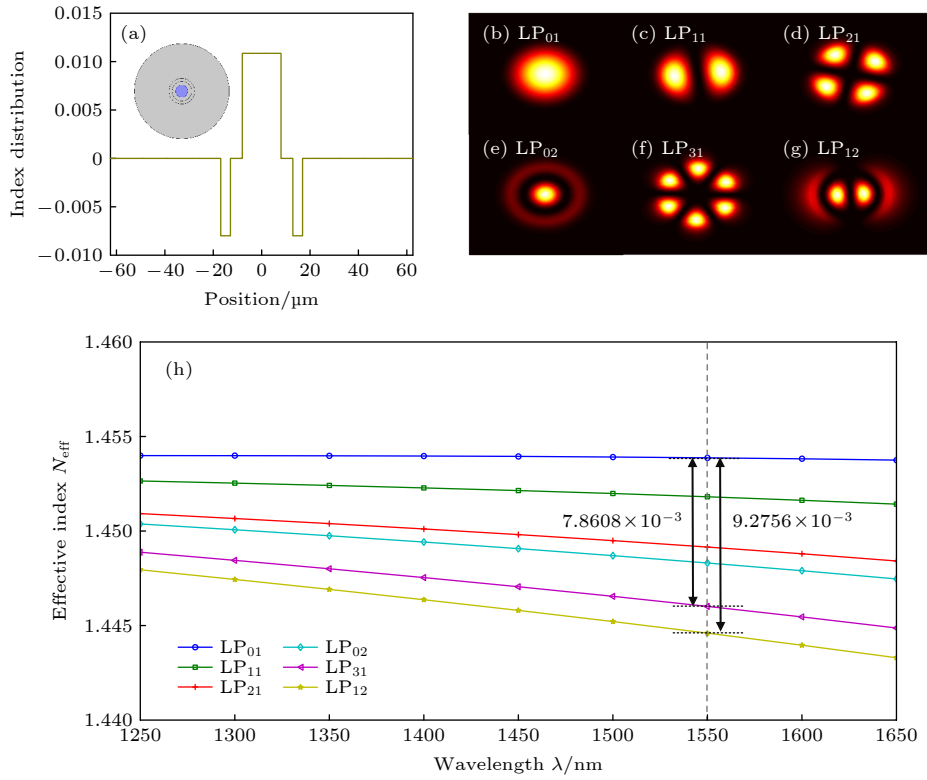 (a)
0.015
0.010
0.005
0
−0.005
−0.010
Index distribution
−60 −40 −20 0 20 40 60
Position/µm
(b) LP01
(c) LP11
(d) LP21
(e) LP02
(f) LP31
(g) LP12
(h)
1.460
1.455
1.450
1.445
1.440
Effective index Neff
7.8608×10−3
9.2756×10−3
LP01
LP11
LP21
LP02
LP31
LP12
1250 1300 1350 1400 1450 1500 1550 1600 1650
Wavelength λ/nm